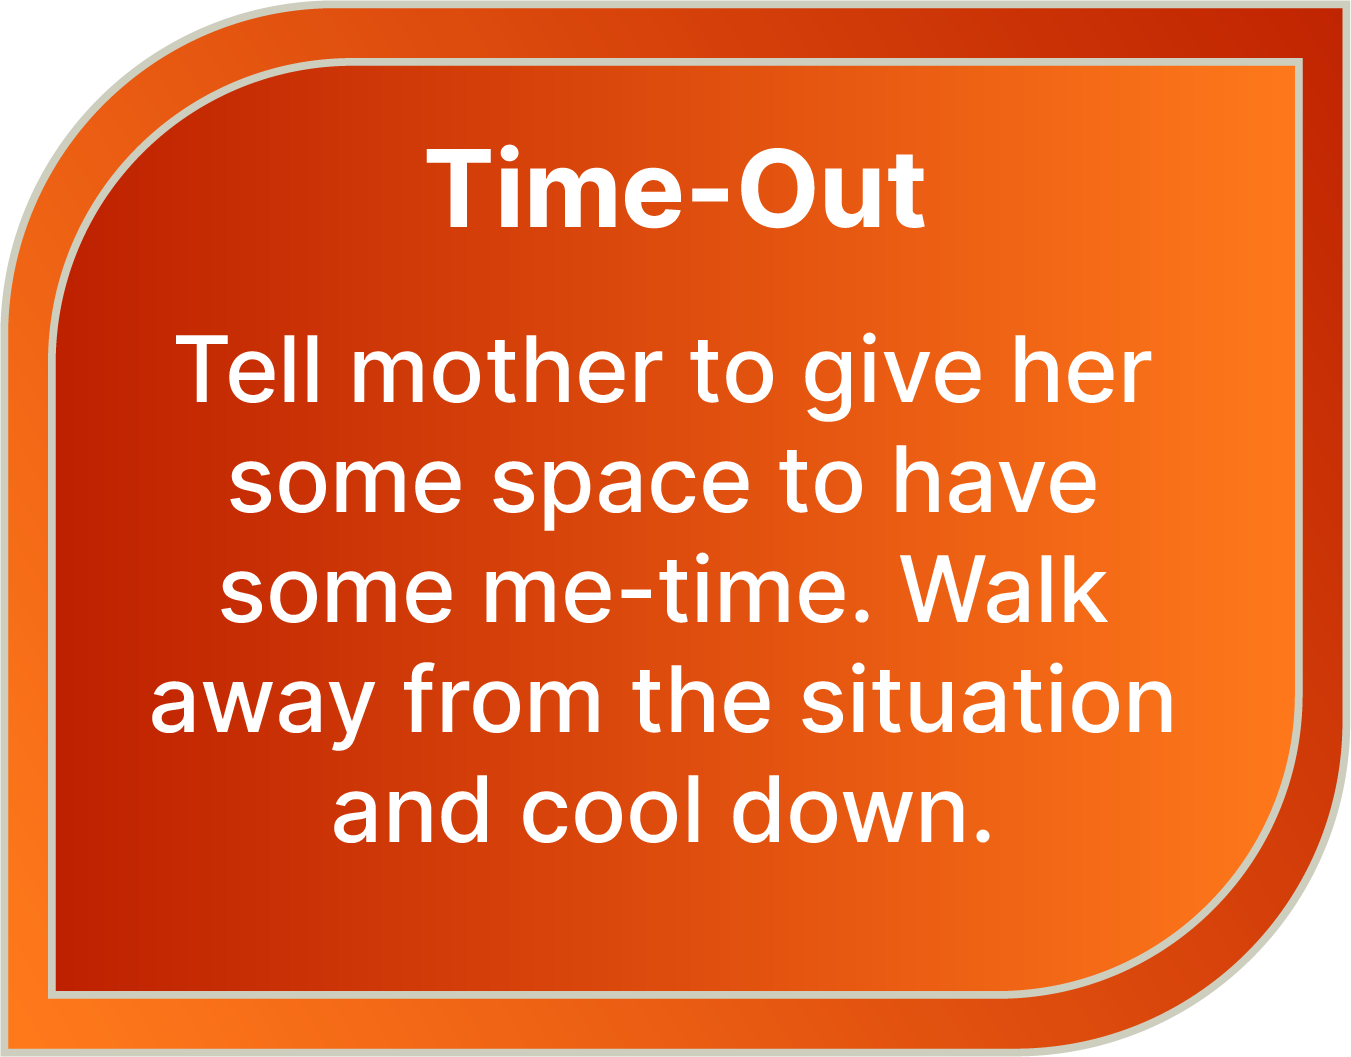 Time-Out
Tell mother to give her
some space to have
some me-time. Walk
away from the situation
and cool down.